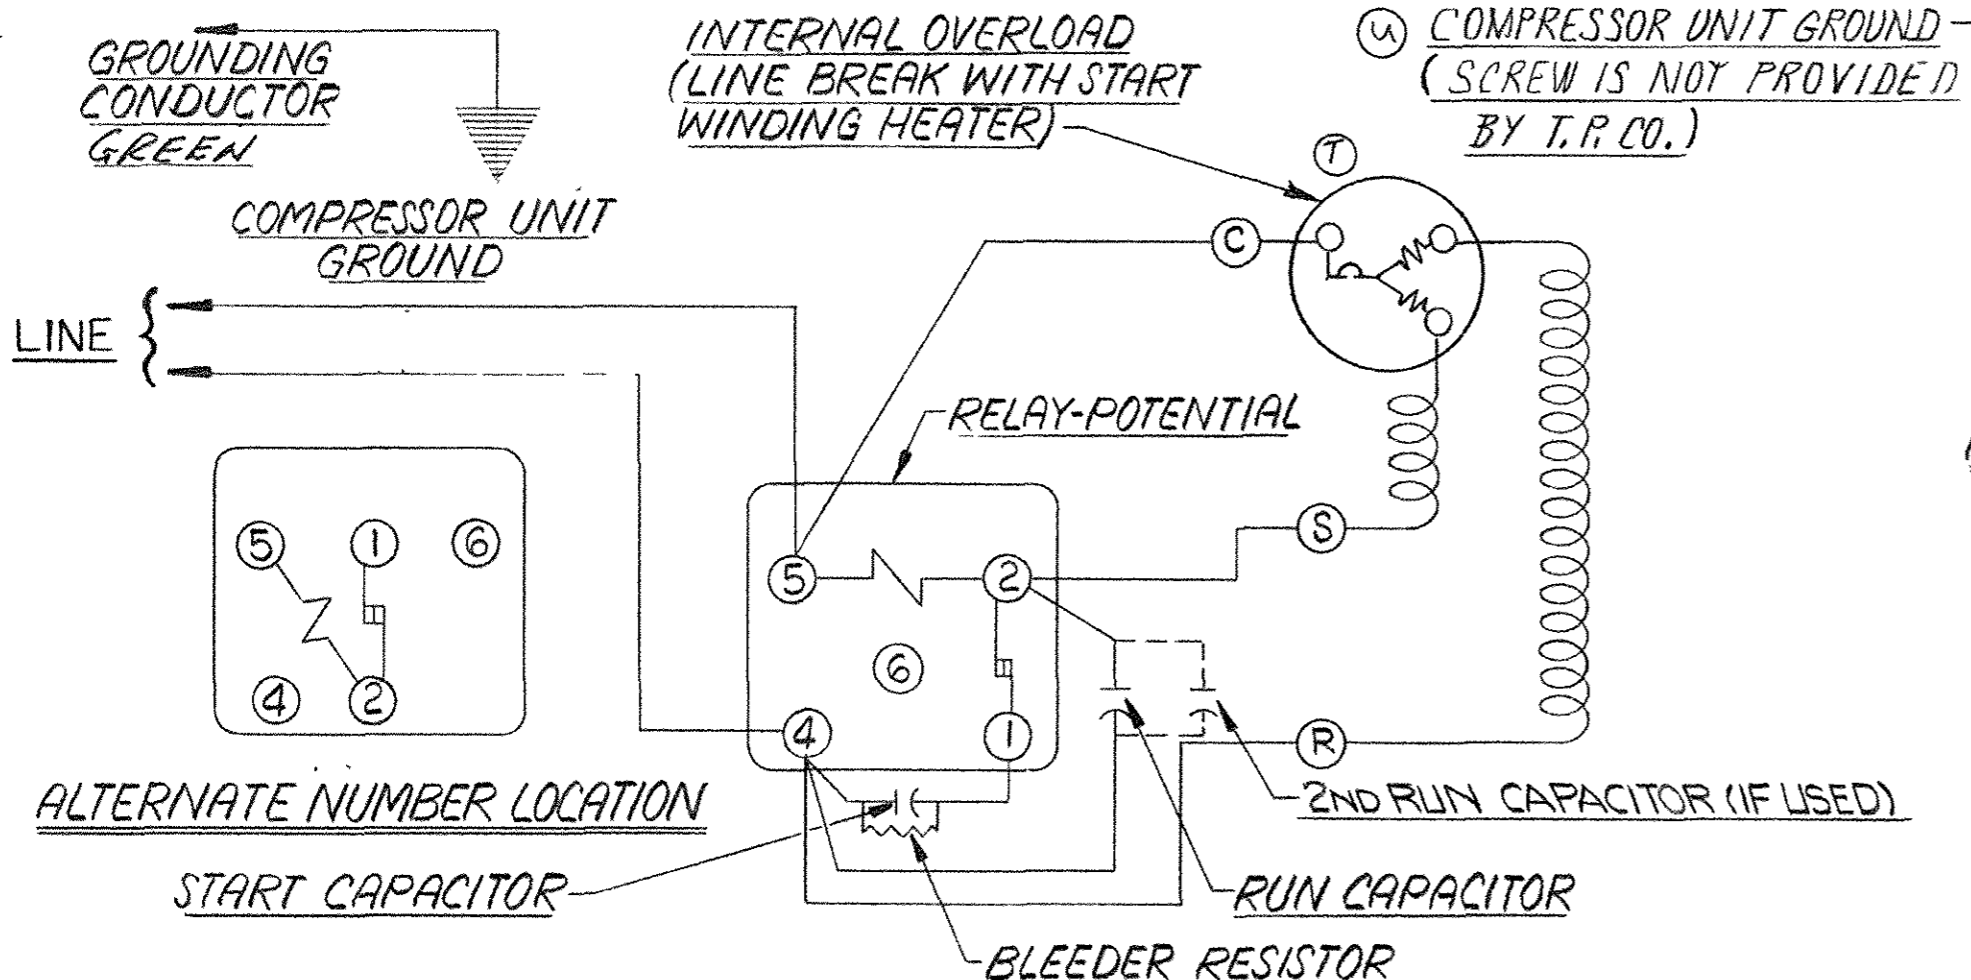 GROUNDING
CONDUCTOR
GREEN
COMPRESSOR UNIT
GROUND
INTERNAL OVERLOAD
(LINE BREAK WITH START
WINDING HEATER)
U COMPRESSOR UNIT GROUND-
(SCREW IS NOT PROVIDED
BY T.P. CO.)
T
C
LINE
RELAY-POTENTIAL
5
1
6
4
2
5
2
6
4
1
S
R
ALTERNATE NUMBER LOCATION
2ND RUN CAPACITOR (IF USED)
START CAPACITOR
RUN CAPACITOR
BLEEDER RESISTOR